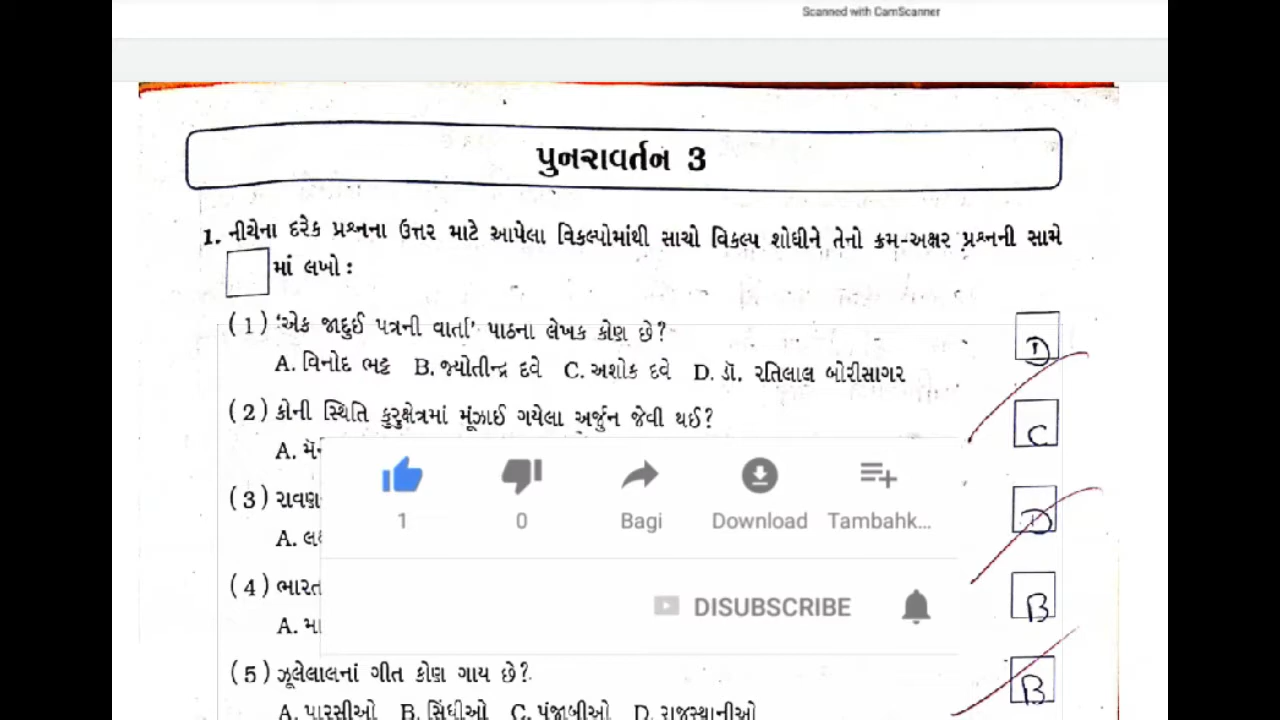 Scanned with CamScanner
પુનરાવર્તન 3
1. નીચેના દરેક પ્રશ્નના ઉત્તર માટે આપેલા વિકલ્પોમાંથી સાચો વિકલ્પ શોધીને તેનો ક્રમ-અક્ષર પ્રશ્નની સામે
માં લખો :
(1) 'એક જાદુઈ પત્રની વાર્તા' પાઠના લેખક કોણ છે? D
A. વિનોદ ભટ્ટ B. જ્યોતીન્દ્ર દવે C. અશોક દવે D. ડૉ. રતિલાલ બોરીસાગર
(2) કોની સ્થિતિ કુરુક્ષેત્રમાં મૂંઝાઈ ગયેલા અર્જુન જેવી થઈ? C
A.
(3) રાવણ D
A.
(4) ભારત B
A.
(5) ઝૂલેલાલનાં ગીત કોણ ગાય છે? B
A. પારસીઓ B. સિંધીઓ C. પંજાબીઓ D. રાજસ્થાનીઓ
1 0 Bagi Download Tambahk...
DISUBSCRIBE